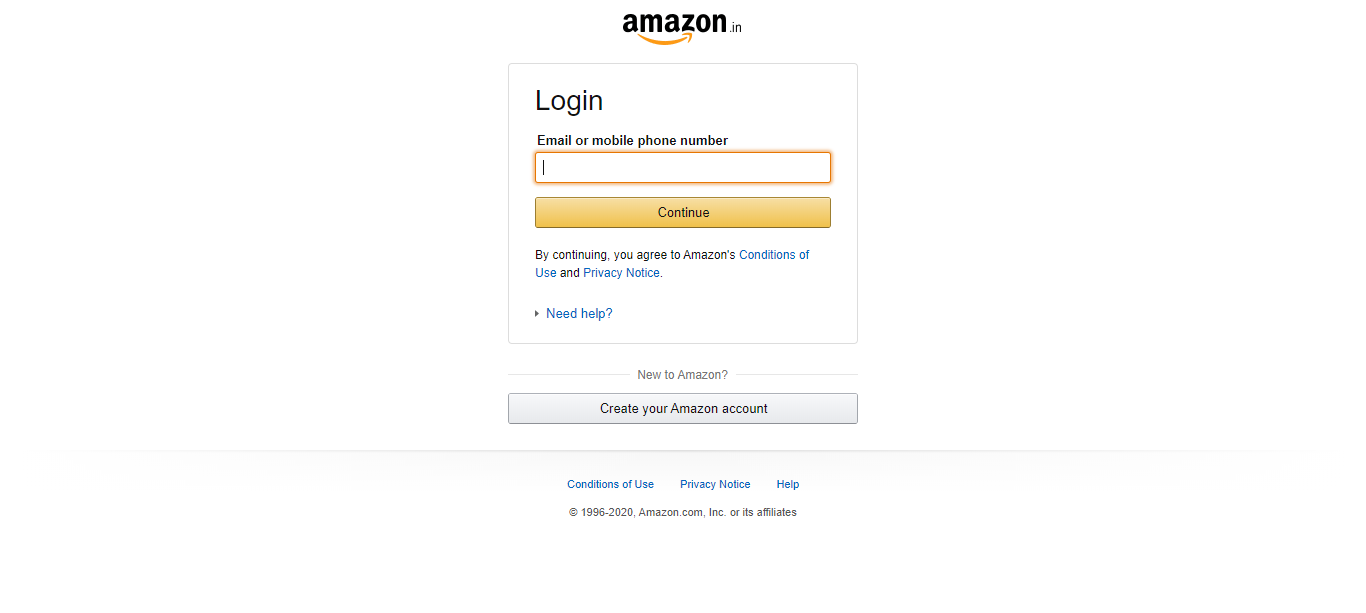 amazon.in
Login
Email or mobile phone number
Continue
By continuing, you agree to Amazon's Conditions of
Use and Privacy Notice.
Need help?
New to Amazon?
Create your Amazon account
Conditions of Use Privacy Notice Help
© 1996-2020, Amazon.com, Inc. or its affiliates